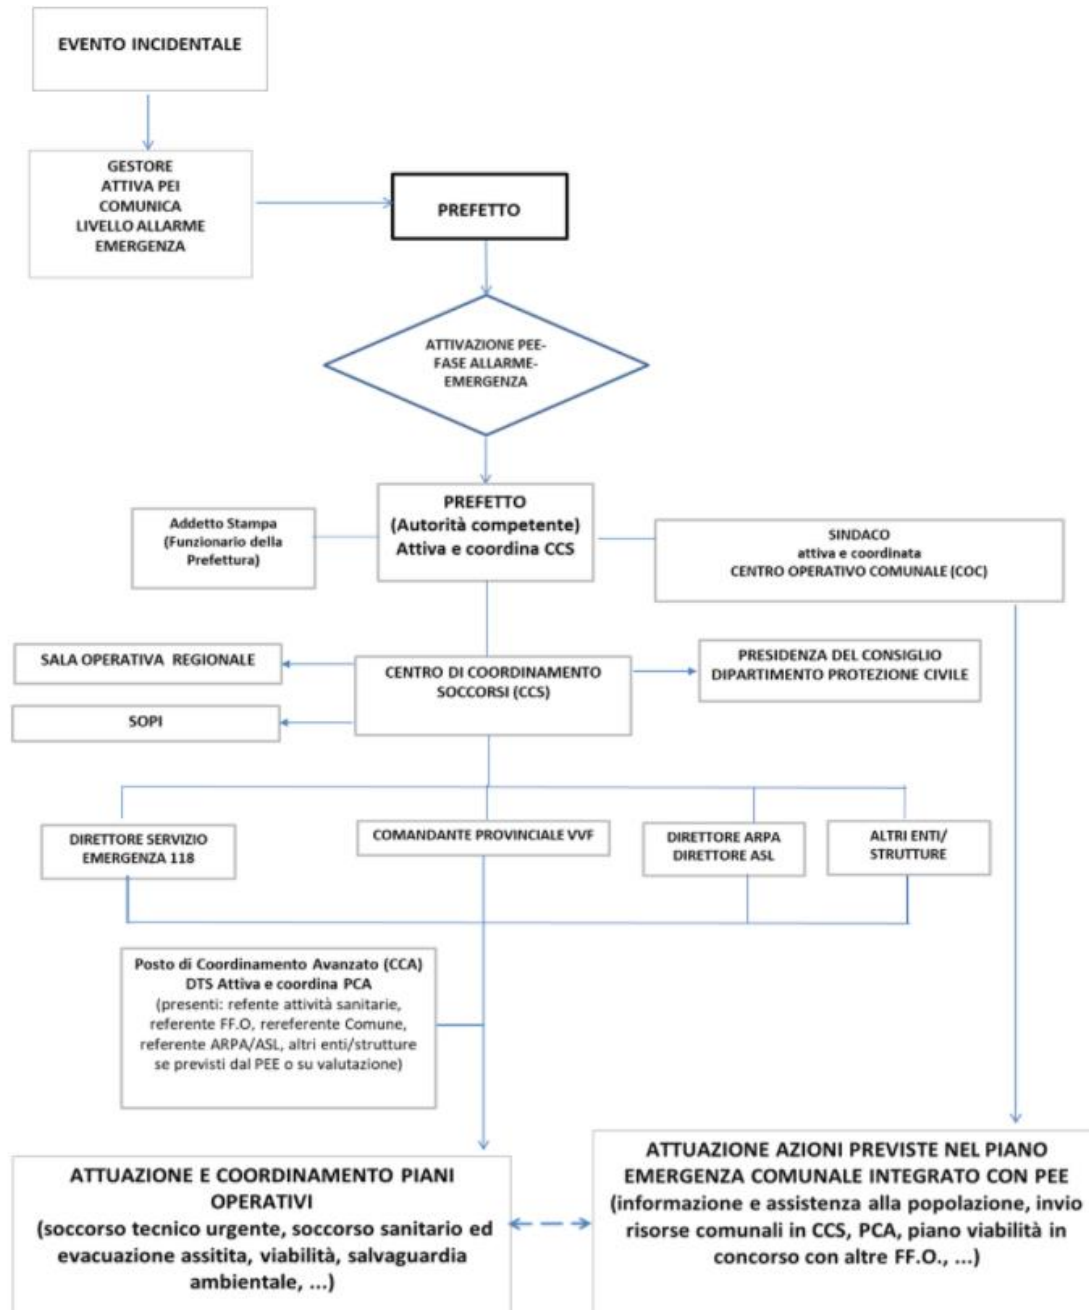 EVENTO INCIDENTALE
GESTORE
ATTIVA PEI
COMUNICA
LIVELLO ALLARME
EMERGENZA
PREFETTO
ATTIVAZIONE PEE-
FASE ALLARME-
EMERGENZA
PREFETTO
(Autorità competente)
Attiva e coordina CCS
Addetto Stampa
(Funzionario della
Prefettura)
SINDACO
attiva e coordinata
CENTRO OPERATIVO COMUNALE (COC)
SALA OPERATIVA REGIONALE
CENTRO DI COORDINAMENTO
SOCCORSI (CCS)
PRESIDENZA DEL CONSIGLIO
DIPARTIMENTO PROTEZIONE CIVILE
SOPI
DIRETTORE SERVIZIO
EMERGENZA 118
COMANDANTE PROVINCIALE VVF
DIRETTORE ARPA
DIRETTORE ASL
ALTRI ENTI/
STRUTTURE
Posto di Coordinamento Avanzato (CCA)
DTS Attiva e coordina PCA
(presenti: refente attività sanitarie,
referente FF.O, rereferente Comune,
referente ARPA/ASL, altri enti/strutture
se previsti dal PEE o su valutazione)
ATTUAZIONE E COORDINAMENTO PIANI
OPERATIVI
(soccorso tecnico urgente, soccorso sanitario ed
evacuazione assitita, viabilità, salvaguardia
ambientale, ...)
ATTUAZIONE AZIONI PREVISTE NEL PIANO
EMERGENZA COMUNALE INTEGRATO CON PEE
(informazione e assistenza alla popolazione, invio
risorse comunali in CCS, PCA, piano viabilità in
concorso con altre FF.O., ...)